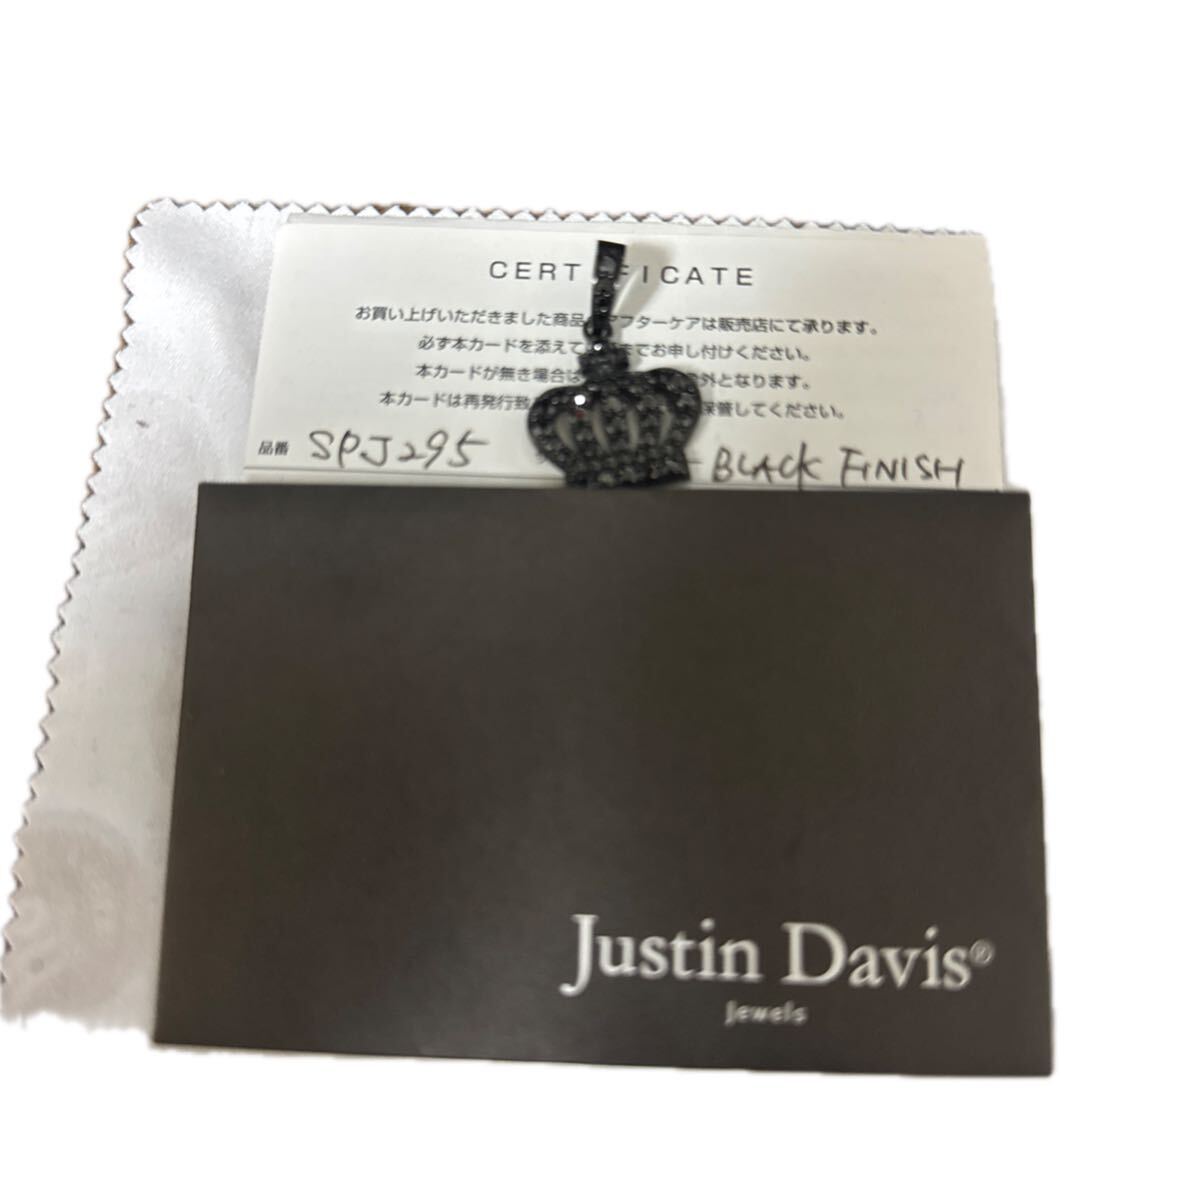 CERT FICATE
お買い上げいただきました商品 アフターケアは販売店にて承ります。
必ず本カードを添えて までお申し付けください。
本カードが無き場合は 外となります。
本カードは再発行致 保管してください。
品番 SPJ295 BLACK FINISH
Justin Davis®
Jewels